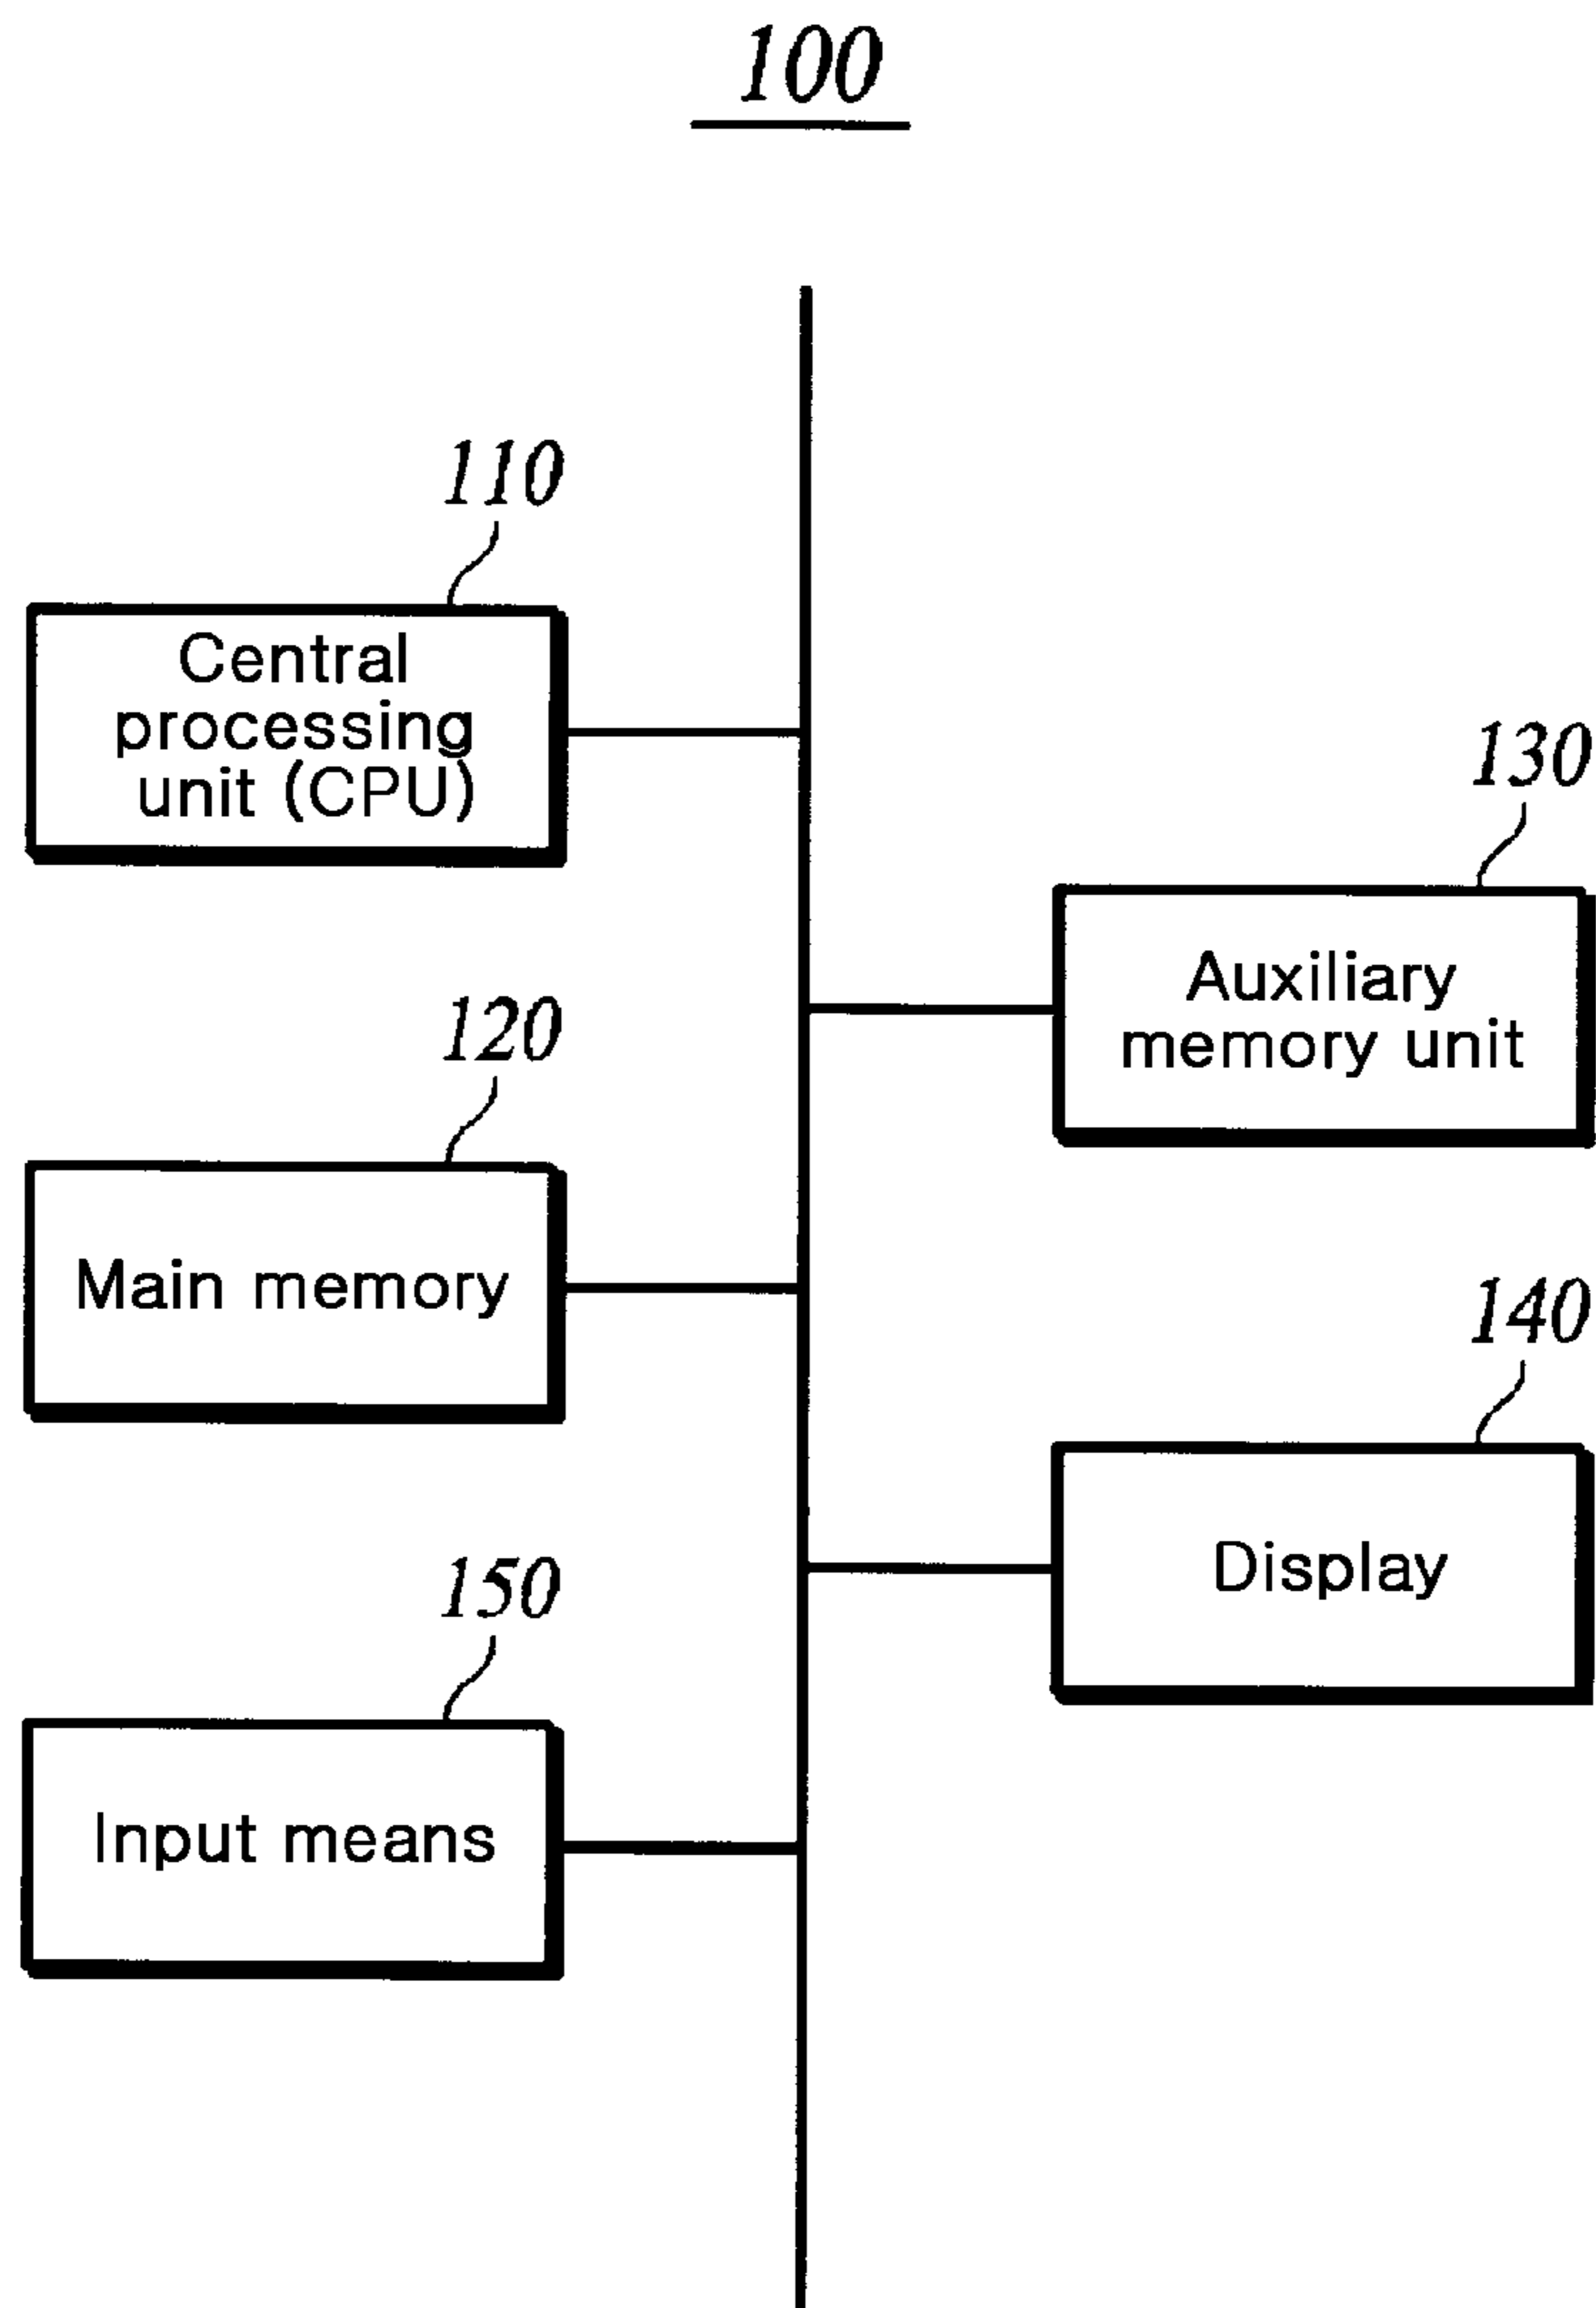 100
110
Central
processing
unit (CPU)
130
Auxiliary
memory unit
120
Main memory
140
Display
150
Input means